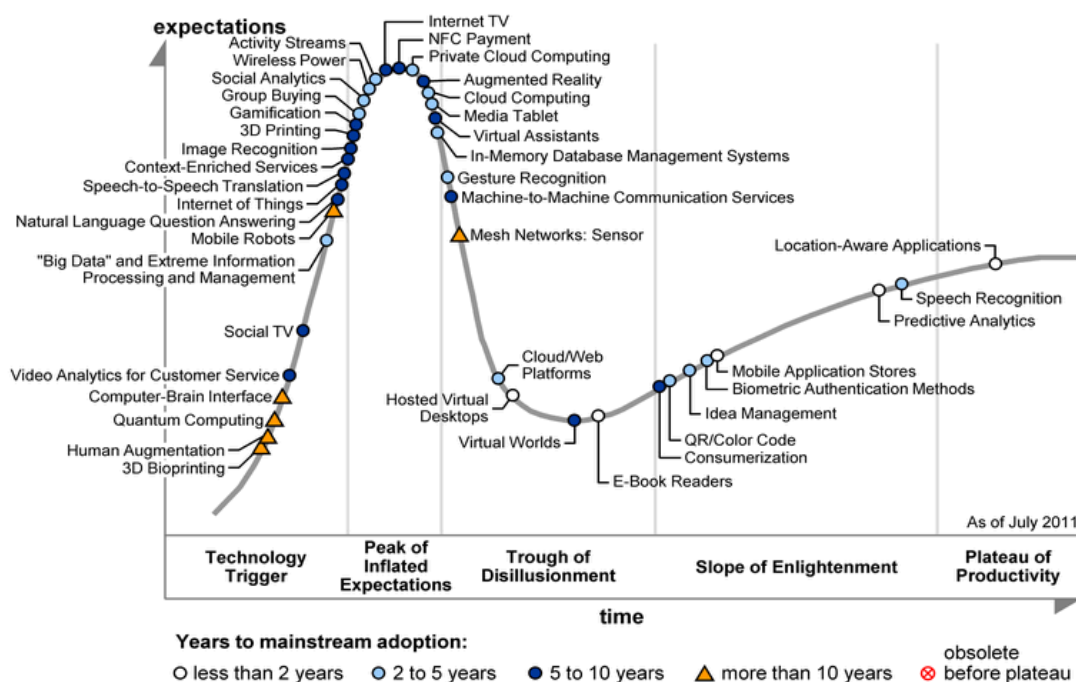 expectations
Internet TV
NFC Payment
Activity Streams
Private Cloud Computing
Wireless Power
Social Analytics
Augmented Reality
Group Buying
Cloud Computing
Gamification
Media Tablet
3D Printing
Virtual Assistants
Image Recognition
In-Memory Database Management Systems
Context-Enriched Services
Gesture Recognition
Speech-to-Speech Translation
Machine-to-Machine Communication Services
Internet of Things
Natural Language Question Answering
Mobile Robots
Mesh Networks: Sensor
Location-Aware Applications
"Big Data" and Extreme Information
Processing and Management
Speech Recognition
Predictive Analytics
Social TV
Cloud/Web
Platforms
Video Analytics for Customer Service
Mobile Application Stores
Computer-Brain Interface
Biometric Authentication Methods
Hosted Virtual
Desktops
Idea Management
Quantum Computing
Virtual Worlds
QR/Color Code
Human Augmentation
Consumerization
3D Bioprinting
E-Book Readers
As of July 2011
Technology
Trigger
Peak of
Inflated
Expectations
Trough of
Disillusionment
Slope of Enlightenment
Plateau of
Productivity
time
Years to mainstream adoption:
less than 2 years
2 to 5 years
5 to 10 years
more than 10 years
obsolete
before plateau